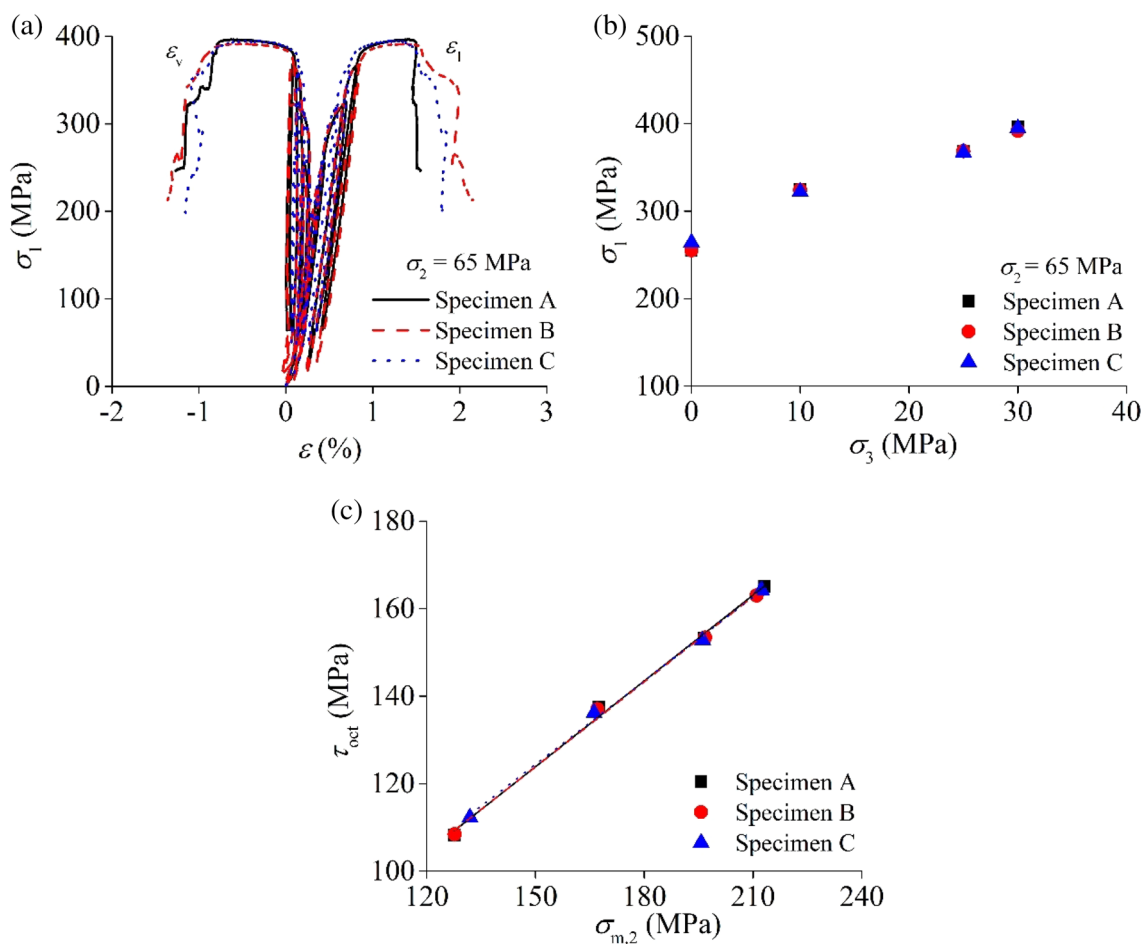 (a)
400
300
200
100
0
-1
0
1
2
3
σ₁ (MPa)
ε (%)
εᵥ
ε₁
σ₂ = 65 MPa
Specimen A
Specimen B
Specimen C
(b)
500
400
300
200
100
0
10
20
30
40
σ₁ (MPa)
σ₃ (MPa)
σ₂ = 65 MPa
Specimen A
Specimen B
Specimen C
(c)
180
160
140
120
100
120
150
180
210
240
τoct (MPa)
σm,2 (MPa)
Specimen A
Specimen B
Specimen C